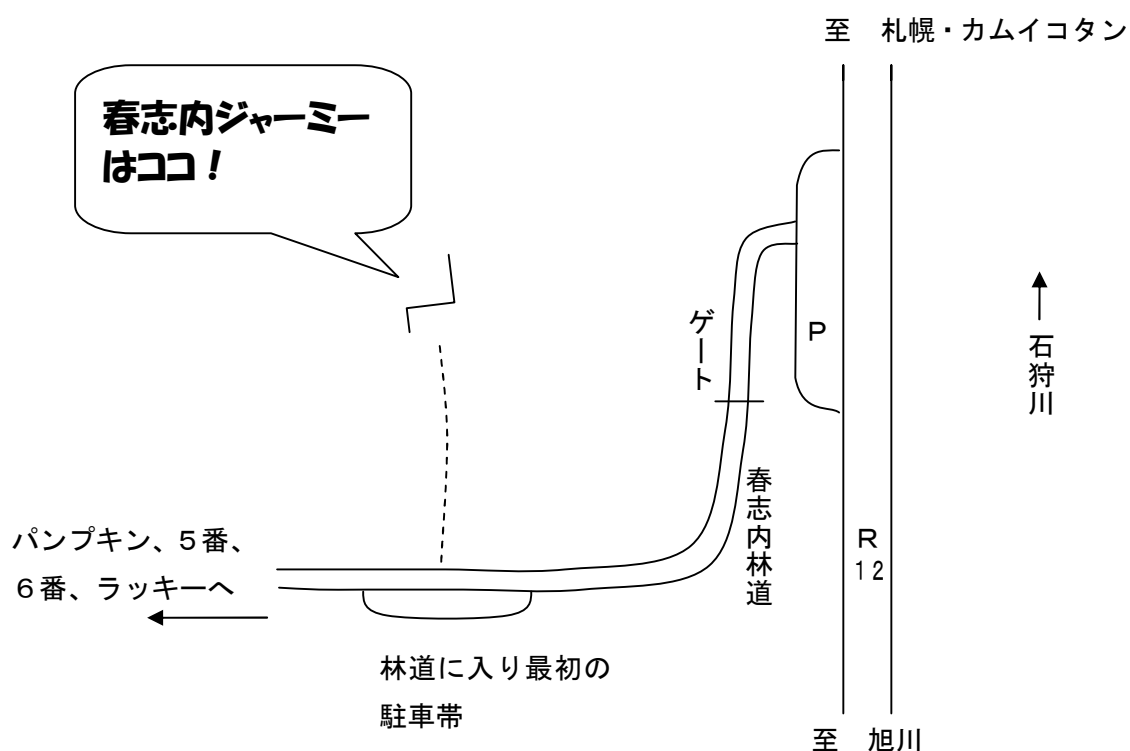 至 札幌・カムイコタン
春志内ジャーミー
はココ！
ゲート
P
石狩川
春志内林道
R
12
パンプキン、5番、
6番、ラッキーへ
林道に入り最初の
駐車帯
至 旭川